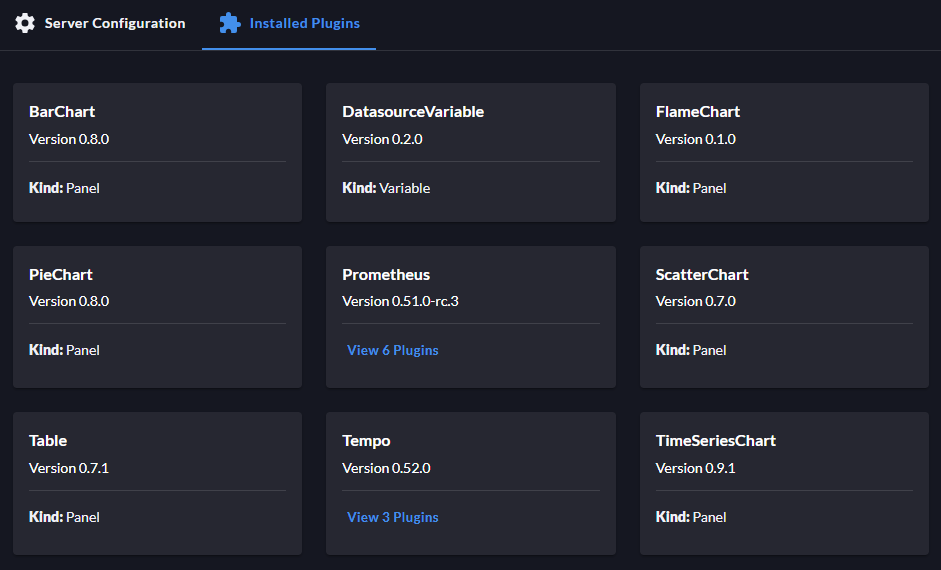 Server Configuration
Installed Plugins
BarChart
Version 0.8.0
Kind: Panel
DatasourceVariable
Version 0.2.0
Kind: Variable
FlameChart
Version 0.1.0
Kind: Panel
PieChart
Version 0.8.0
Kind: Panel
Prometheus
Version 0.51.0-rc.3
View 6 Plugins
ScatterChart
Version 0.7.0
Kind: Panel
Table
Version 0.7.1
Kind: Panel
Tempo
Version 0.52.0
View 3 Plugins
TimeSeriesChart
Version 0.9.1
Kind: Panel